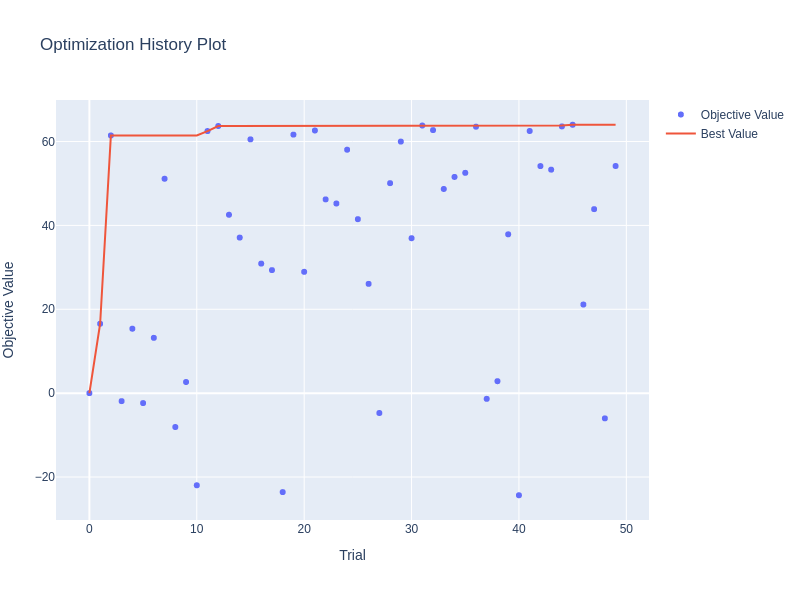 Optimization History Plot
Objective Value
Best Value
60
40
20
0
−20
0 10 20 30 40 50
Trial
Objective Value